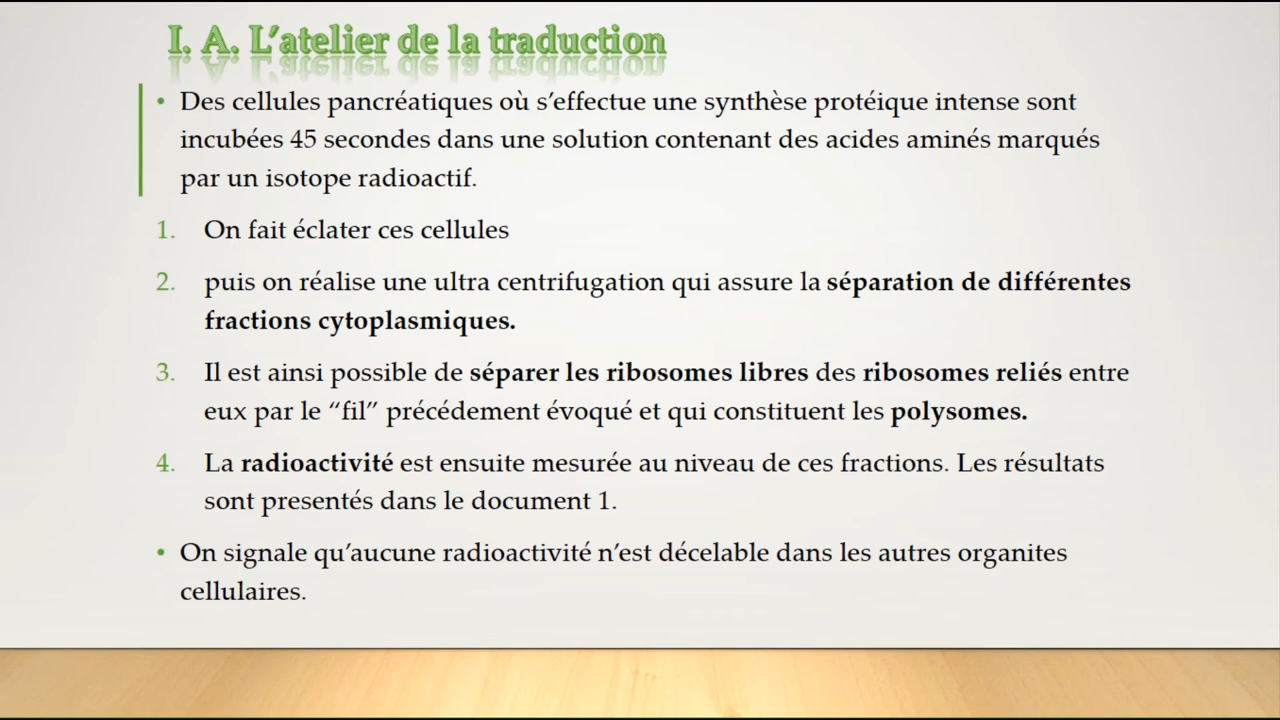 I. A. L’atelier de la traduction
• Des cellules pancréatiques où s’effectue une synthèse protéique intense sont
incubées 45 secondes dans une solution contenant des acides aminés marqués
par un isotope radioactif.
1. On fait éclater ces cellules
2. puis on réalise une ultra centrifugation qui assure la séparation de différentes
fractions cytoplasmiques.
3. Il est ainsi possible de séparer les ribosomes libres des ribosomes reliés entre
eux par le “fil” précédement évoqué et qui constituent les polysomes.
4. La radioactivité est ensuite mesurée au niveau de ces fractions. Les résultats
sont presentés dans le document 1.
• On signale qu’aucune radioactivité n’est décelable dans les autres organites
cellulaires.